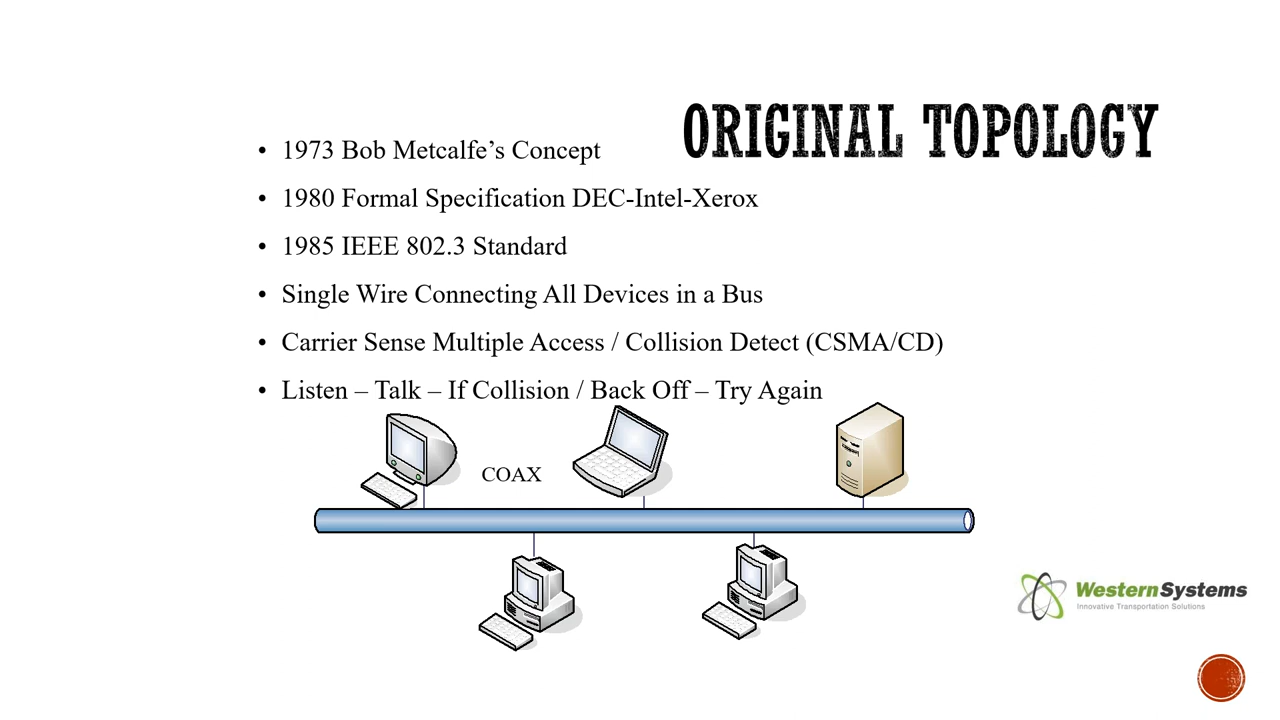 ORIGINAL TOPOLOGY
• 1973 Bob Metcalfe’s Concept
• 1980 Formal Specification DEC-Intel-Xerox
• 1985 IEEE 802.3 Standard
• Single Wire Connecting All Devices in a Bus
• Carrier Sense Multiple Access / Collision Detect (CSMA/CD)
• Listen – Talk – If Collision / Back Off – Try Again
COAX
WesternSystems
Innovative Transportation Solutions